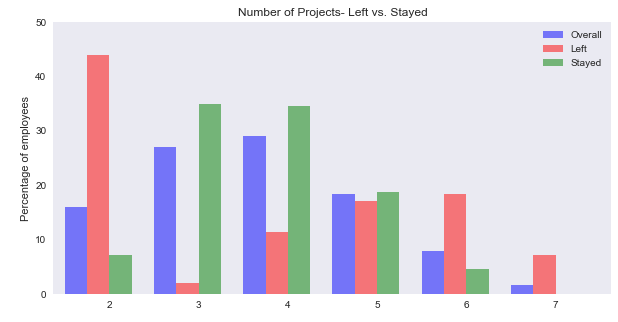 Number of Projects- Left vs. Stayed
50
40
30
20
10
0
Percentage of employees
Overall
Left
Stayed
2 3 4 5 6 7